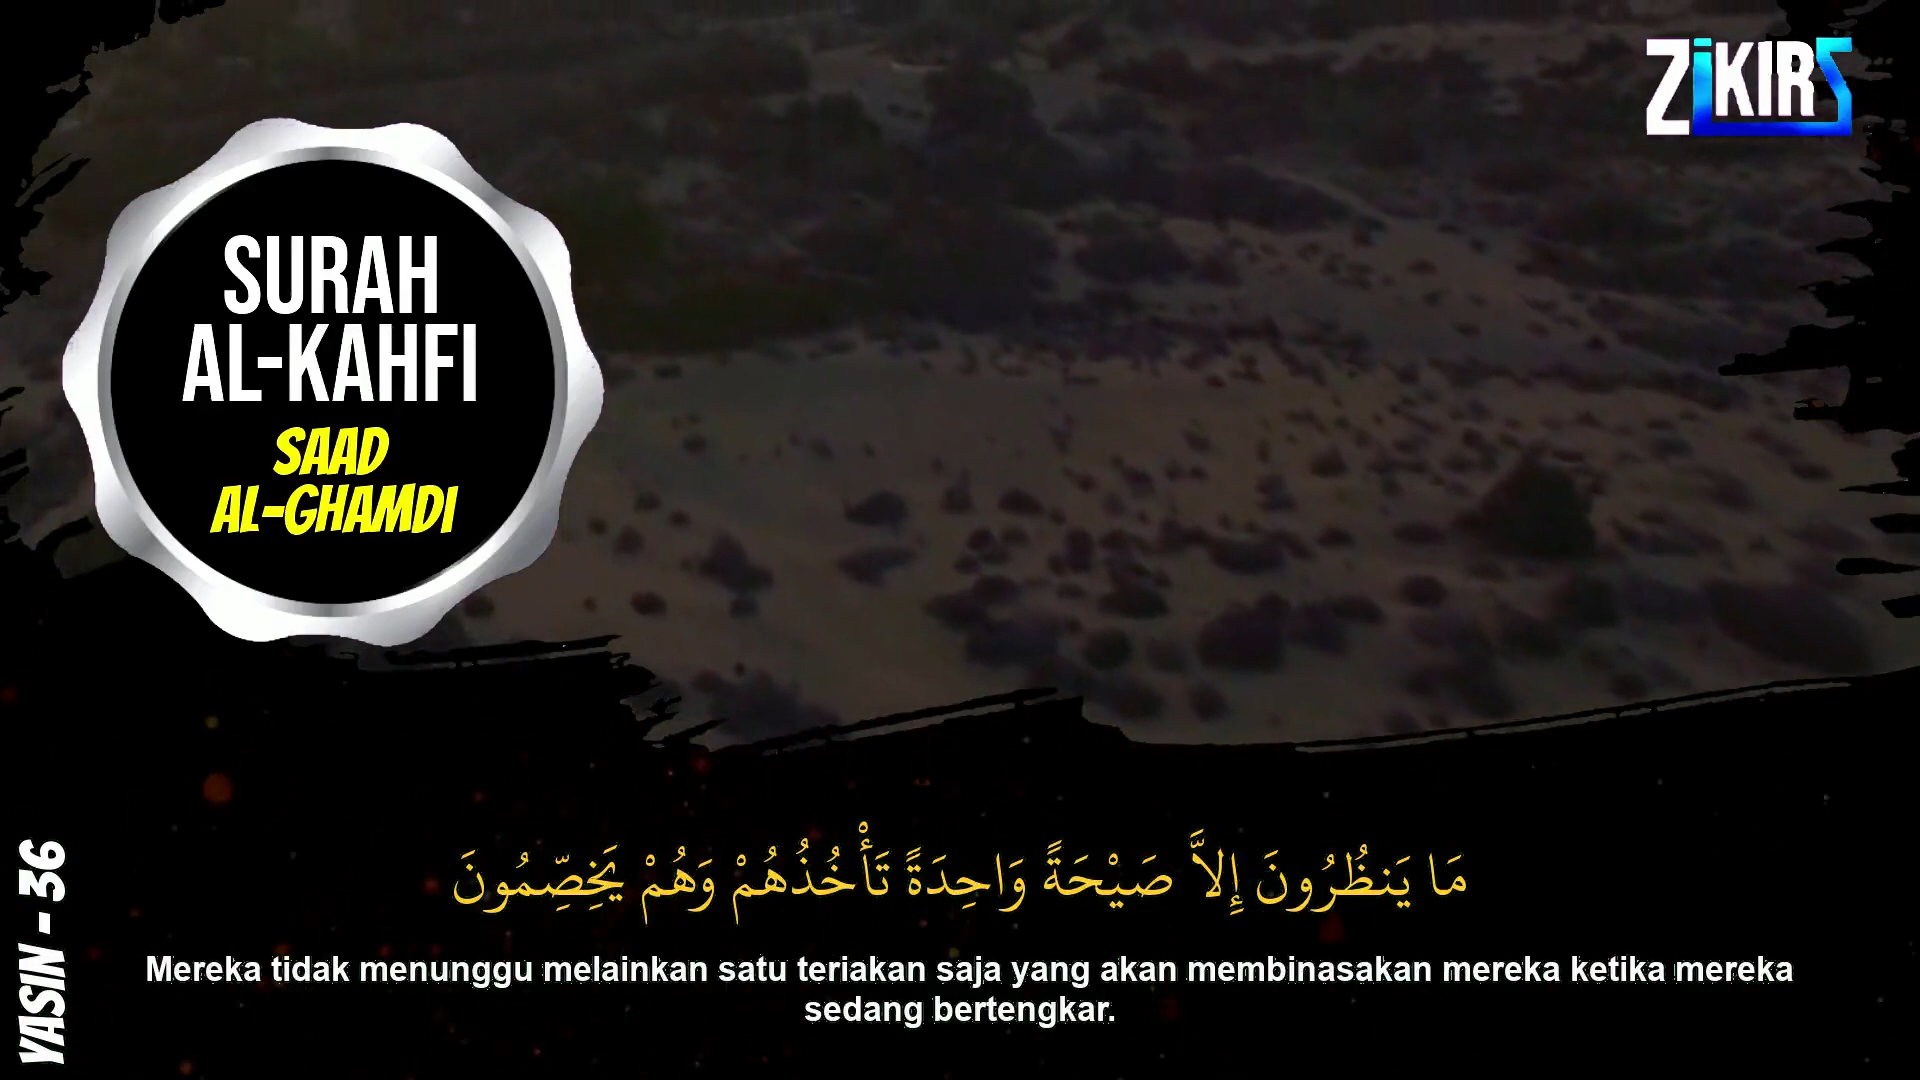 ZIKIRS
SURAH
AL-KAHFI
SAAD
AL-GHAMDI
مَا يَنظُرُونَ إِلاَّ صَيْحَةً وَاحِدَةً تَأْخُذُهُمْ وَهُمْ يَخِصِّمُونَ
Mereka tidak menunggu melainkan satu teriakan saja yang akan membinasakan mereka ketika mereka
sedang bertengkar.
YASIN - 36